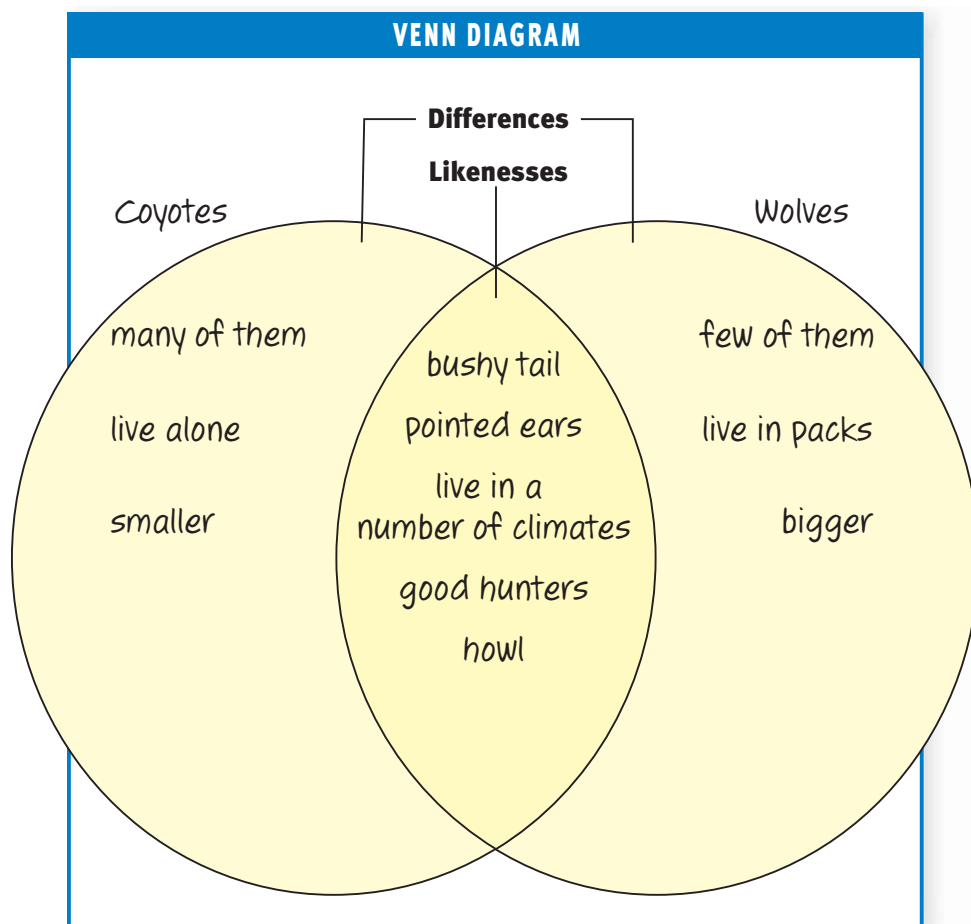 VENN DIAGRAM
Differences
Likenesses
Coyotes
Wolves
many of them
live alone
smaller
bushy tail
pointed ears
live in a
number of climates
good hunters
howl
few of them
live in packs
bigger